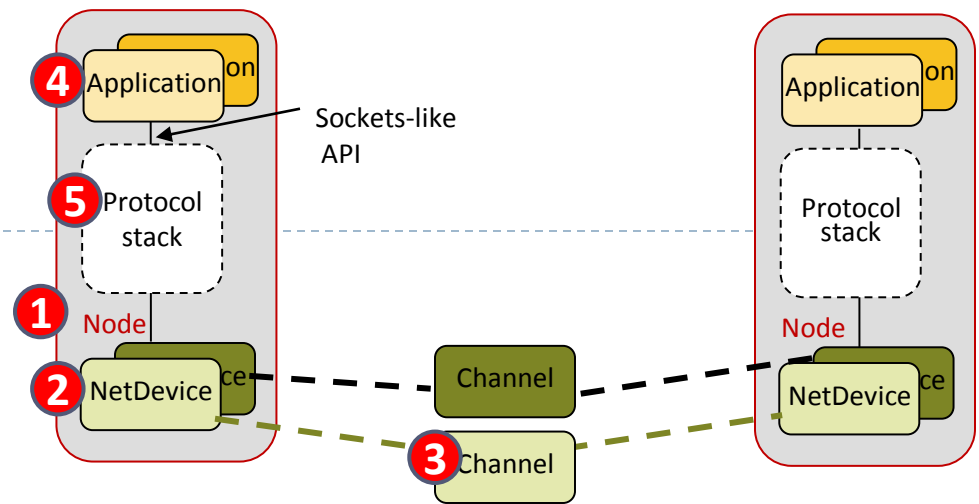 4
Application
on
Sockets-like
API
5
Protocol
stack
1
Node
2
NetDevice
ce
Channel
3
Channel
Application
on
Protocol
stack
Node
NetDevice
ce